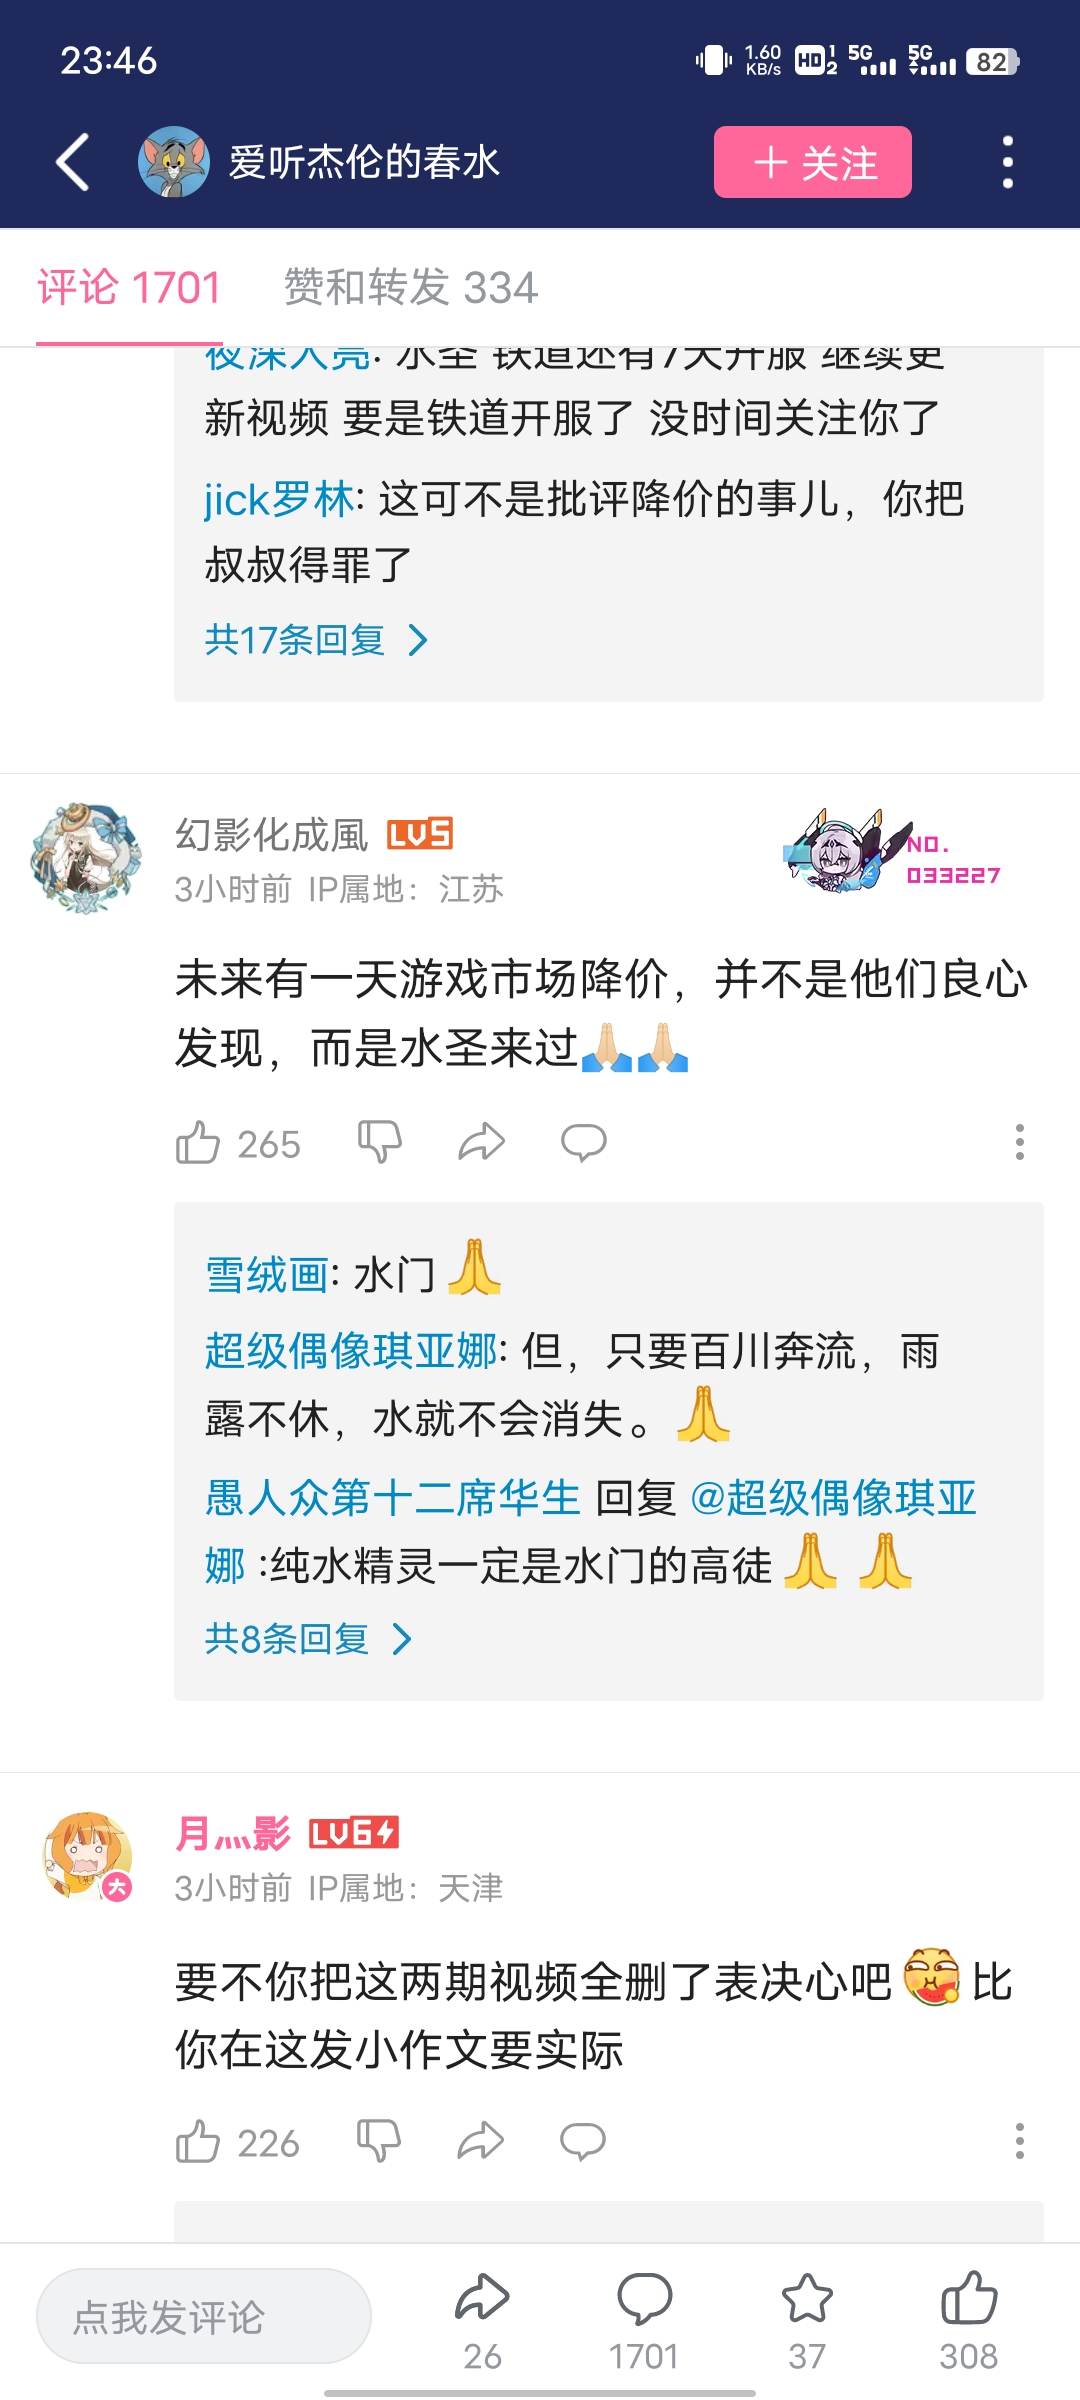 23:46
1.60 KB/s HD 1 2 5G 5G 82
爱听杰伦的春水
+ 关注
评论 1701 赞和转发 334
夜深人亮: 水圣 铁道还有7天开服 继续更
新视频 要是铁道开服了 没时间关注你了
jick罗林: 这可不是批评降价的事儿，你把
叔叔得罪了
共17条回复
幻影化成風 LV5
NO.
033227
3小时前 IP属地：江苏
未来有一天游戏市场降价，并不是他们良心
发现，而是水圣来过🙏🏻🙏🏻
265
雪绒画: 水门🙏
超级偶像琪亚娜: 但，只要百川奔流，雨
露不休，水就不会消失。🙏
愚人众第十二席华生 回复 @超级偶像琪亚
娜 :纯水精灵一定是水门的高徒🙏 🙏
共8条回复
月灬影 LV6
大
3小时前 IP属地：天津
要不你把这两期视频全删了表决心吧 比
你在这发小作文要实际
226
点我发评论
26 1701 37 308